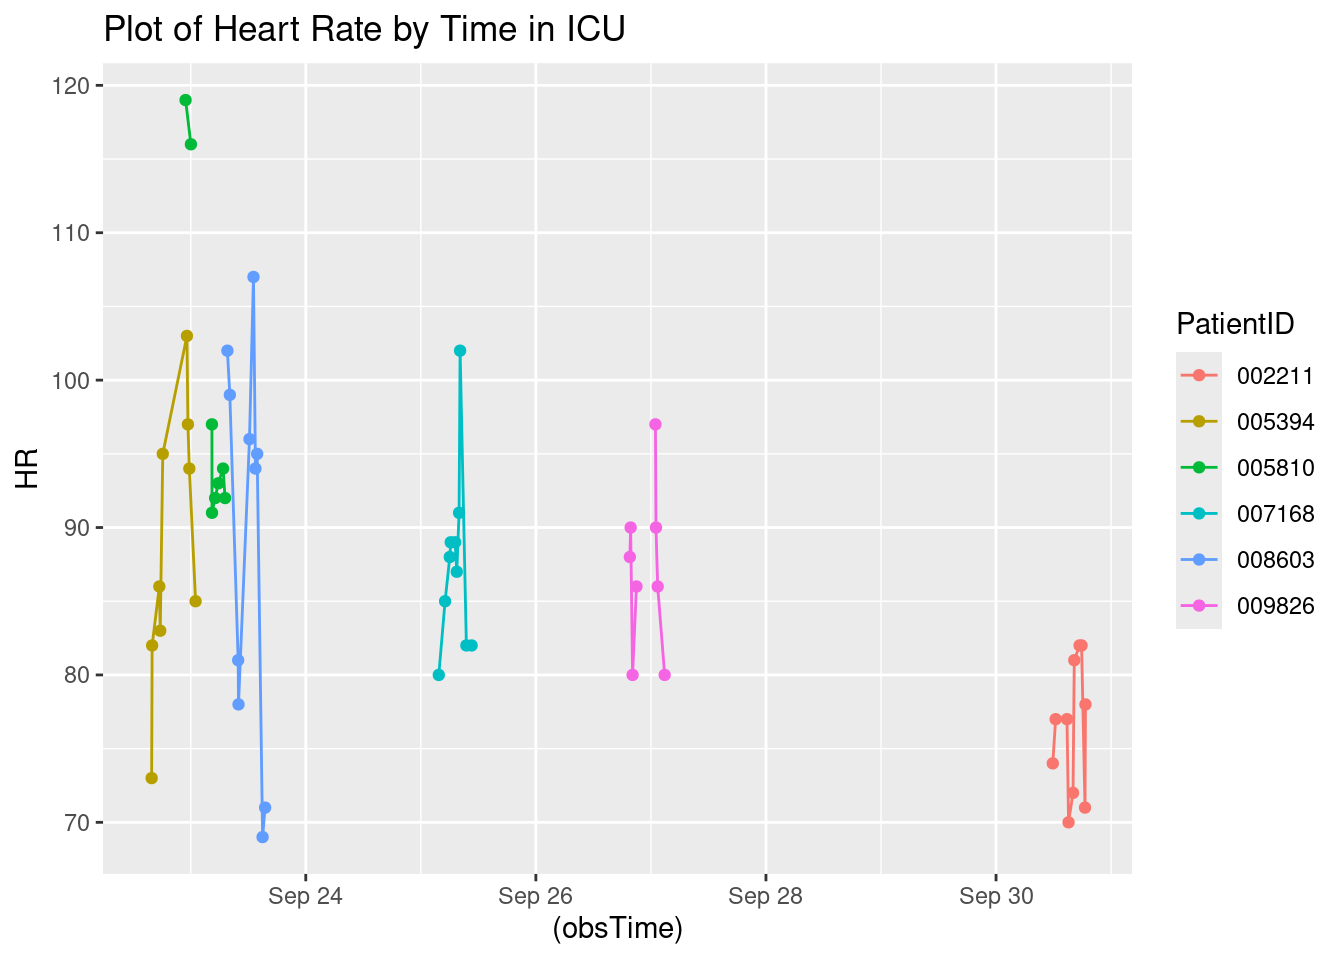 Plot of Heart Rate by Time in ICU
120
110
100
90
80
70
HR
Sep 24
Sep 26
Sep 28
Sep 30
(obsTime)
PatientID
002211
005394
005810
007168
008603
009826